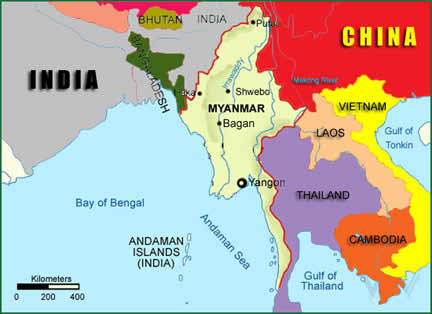 BHUTAN
INDIA
Putao
CHINA
INDIA
BANGLADESH
Irrawaddy
Mekong River
Shwebo
MYANMAR
VIETNAM
Bagan
LAOS
Gulf of
Tonkin
Yangon
THAILAND
Bay of Bengal
Andaman Sea
CAMBODIA
ANDAMAN
ISLANDS
(INDIA)
Gulf of
Thailand
Kilometers
0 200 400